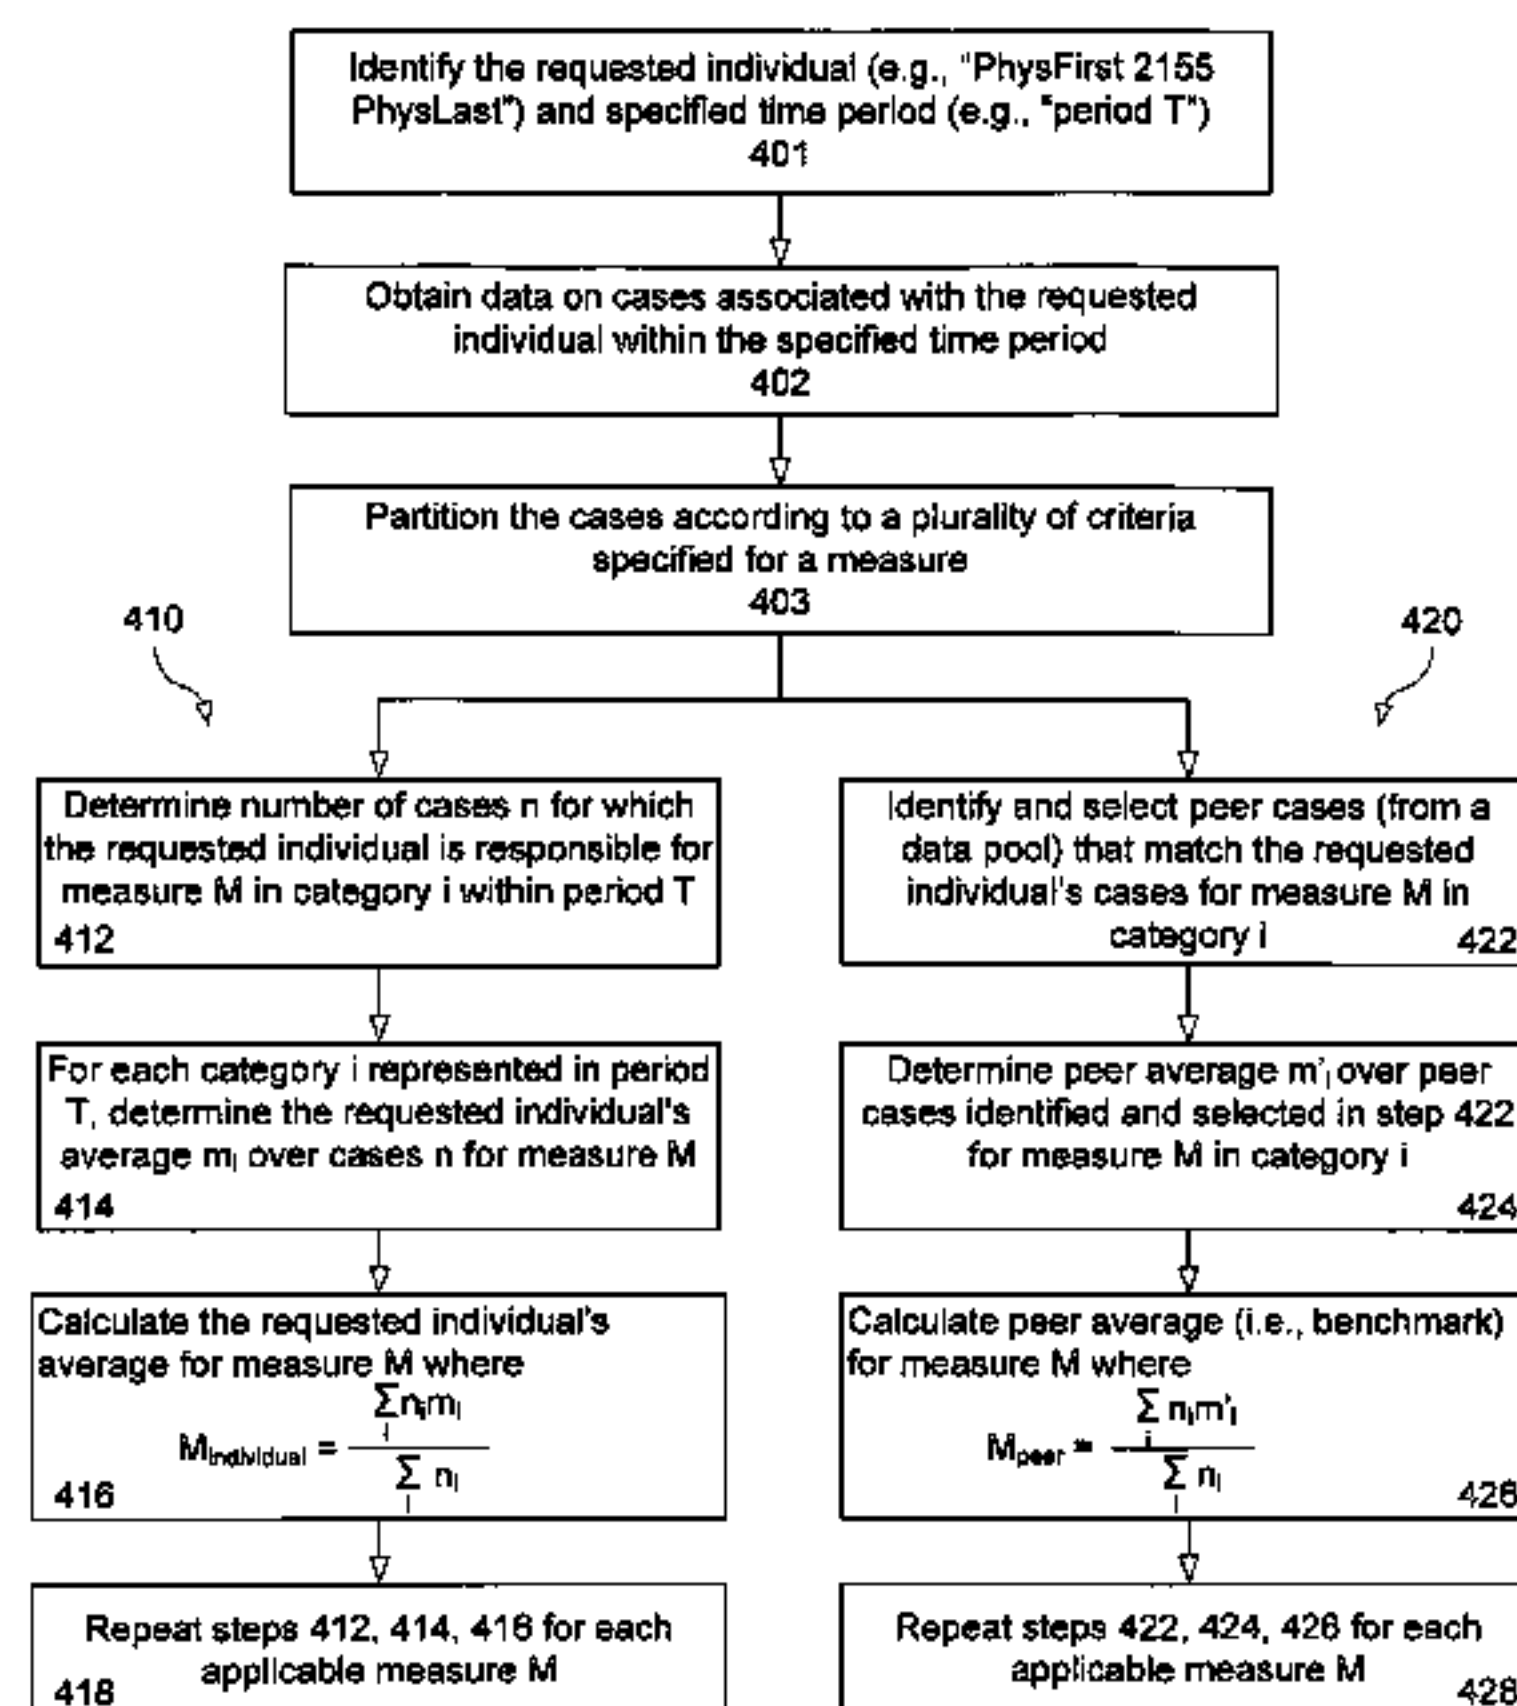 Identify the requested individual (e.g., "PhysFirst 2155
PhysLast") and specified time period (e.g., "period T")
401
Obtain data on cases associated with the requested
individual within the specified time period
402
Partition the cases according to a plurality of criteria
specified for a measure
403
410
420
Determine number of cases n for which
the requested individual is responsible for
measure M in category i within period T
412
Identify and select peer cases (from a
data pool) that match the requested
individual's cases for measure M in
category i
422
For each category i represented in period
T, determine the requested individual's
average mᵢ over cases n for measure M
414
Determine peer average m'ᵢ over peer
cases identified and selected in step 422
for measure M in category i
424
Calculate the requested individual's
average for measure M where
∑nᵢmᵢ
i
M individual =
∑ nᵢ
i
416
Calculate peer average (i.e., benchmark)
for measure M where
∑ nᵢm'ᵢ
i
M peer =
∑ nᵢ
i
426
Repeat steps 412, 414, 416 for each
applicable measure M
418
Repeat steps 422, 424, 426 for each
applicable measure M
428